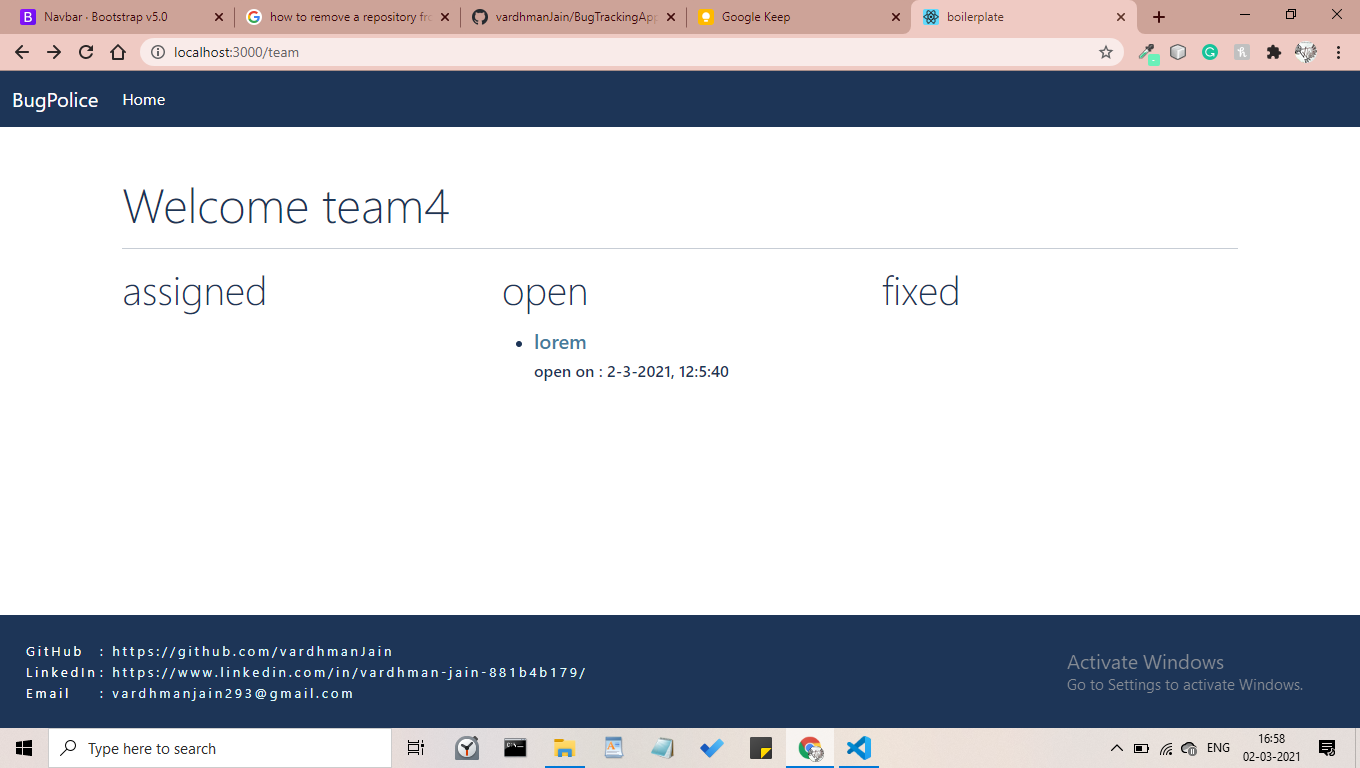 Navbar · Bootstrap v5.0
how to remove a repository fro
vardhmanJain/BugTrackingApp
Google Keep
boilerplate
localhost:3000/team
BugPolice Home
Welcome team4
assigned open fixed
lorem
open on : 2-3-2021, 12:5:40
GitHub : https://github.com/vardhmanJain
LinkedIn : https://www.linkedin.com/in/vardhman-jain-881b4b179/
Email : vardhmanjain293@gmail.com
Activate Windows
Go to Settings to activate Windows.
Type here to search
ENG
16:58
02-03-2021